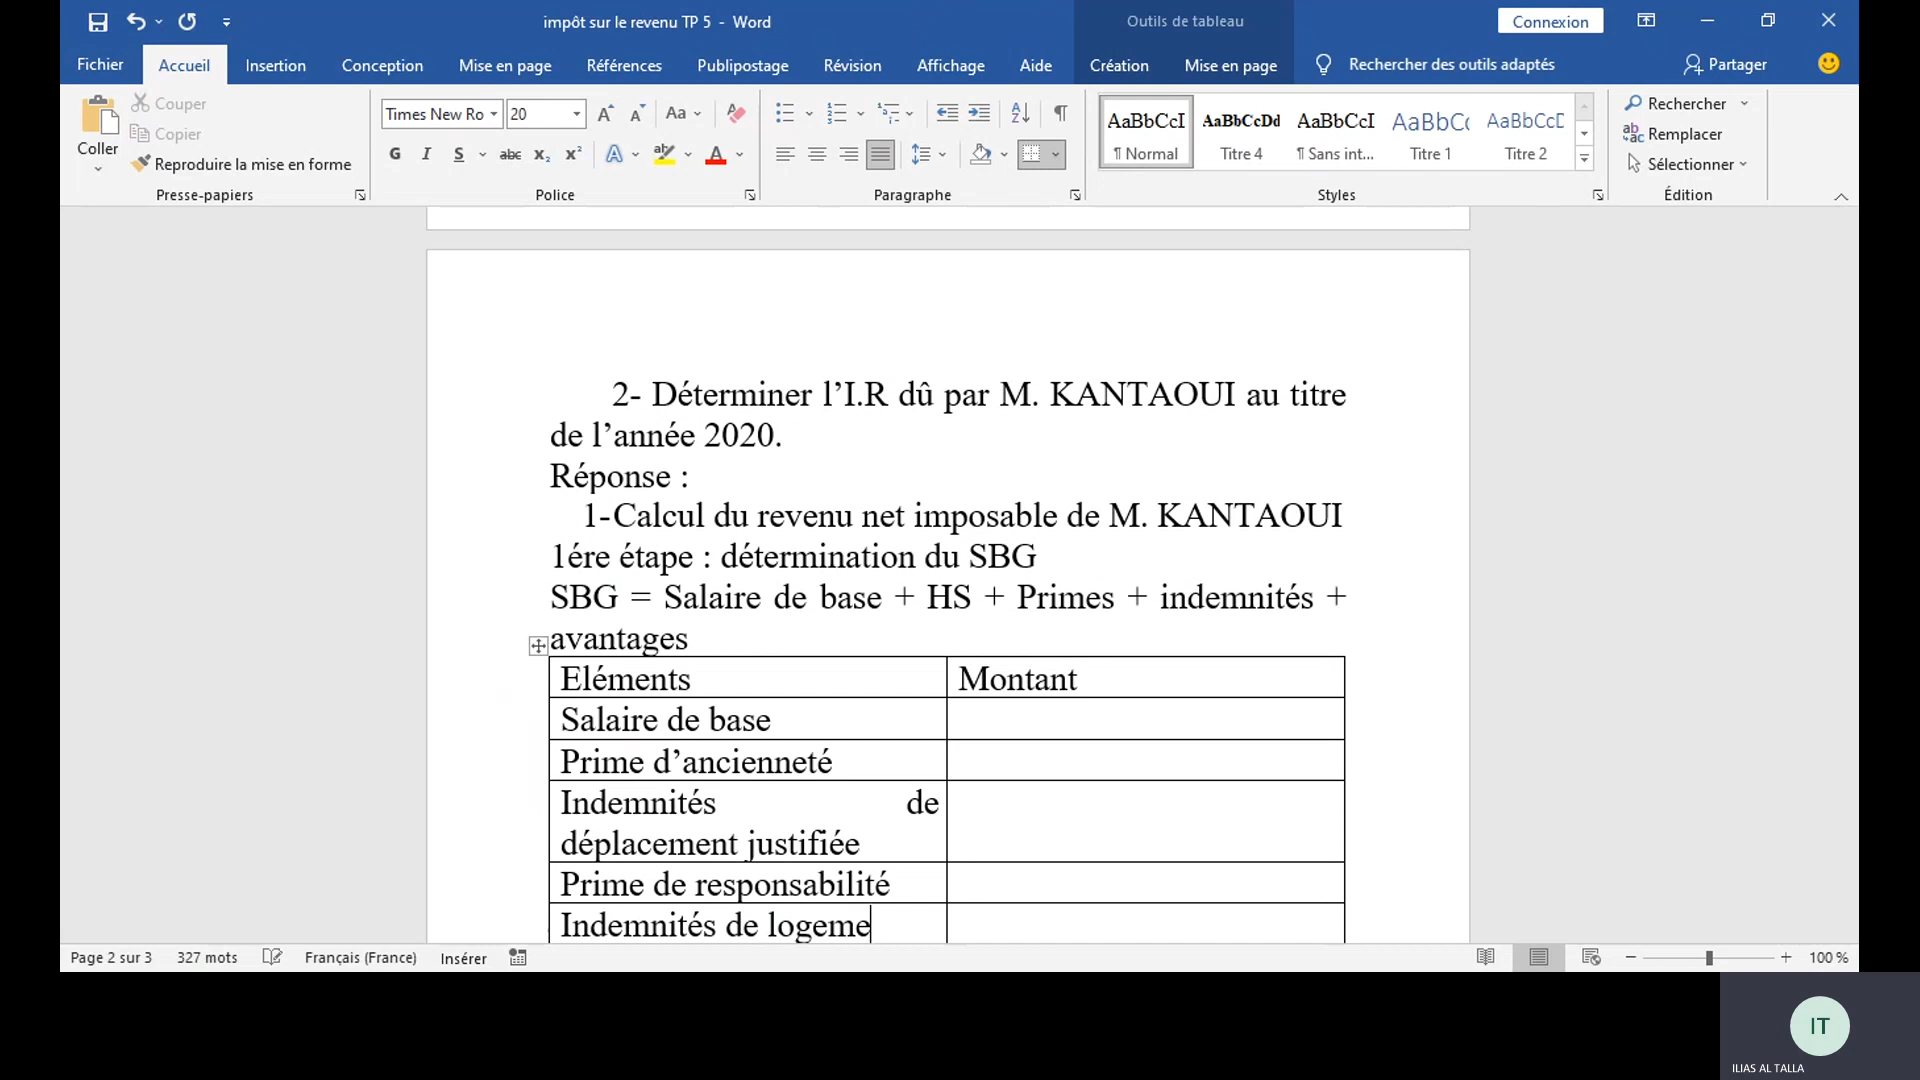 impôt sur le revenu TP 5 - Word
Outils de tableau
Connexion
Fichier
Accueil
Insertion
Conception
Mise en page
Références
Publipostage
Révision
Affichage
Aide
Création
Mise en page
Rechercher des outils adaptés
Partager
Coller
Couper
Copier
Reproduire la mise en forme
Presse-papiers
Times New Ro
20
Aa
G I S abc x₂ x²
Police
Paragraphe
AaBbCcI
¶ Normal
AaBbCcDd
Titre 4
AaBbCcI
¶ Sans int...
AaBbC
Titre 1
AaBbCcD
Titre 2
Styles
Rechercher
Remplacer
Sélectionner
Édition
2- Déterminer l’I.R dû par M. KANTAOUI au titre
de l’année 2020.
Réponse :
1-Calcul du revenu net imposable de M. KANTAOUI
1ére étape : détermination du SBG
SBG = Salaire de base + HS + Primes + indemnités +
avantages
Eléments
Montant
Salaire de base
Prime d’ancienneté
Indemnités de
déplacement justifiée
Prime de responsabilité
Indemnités de logeme
Page 2 sur 3
327 mots
Français (France)
Insérer
100 %
IT
ILIAS AL TALLA